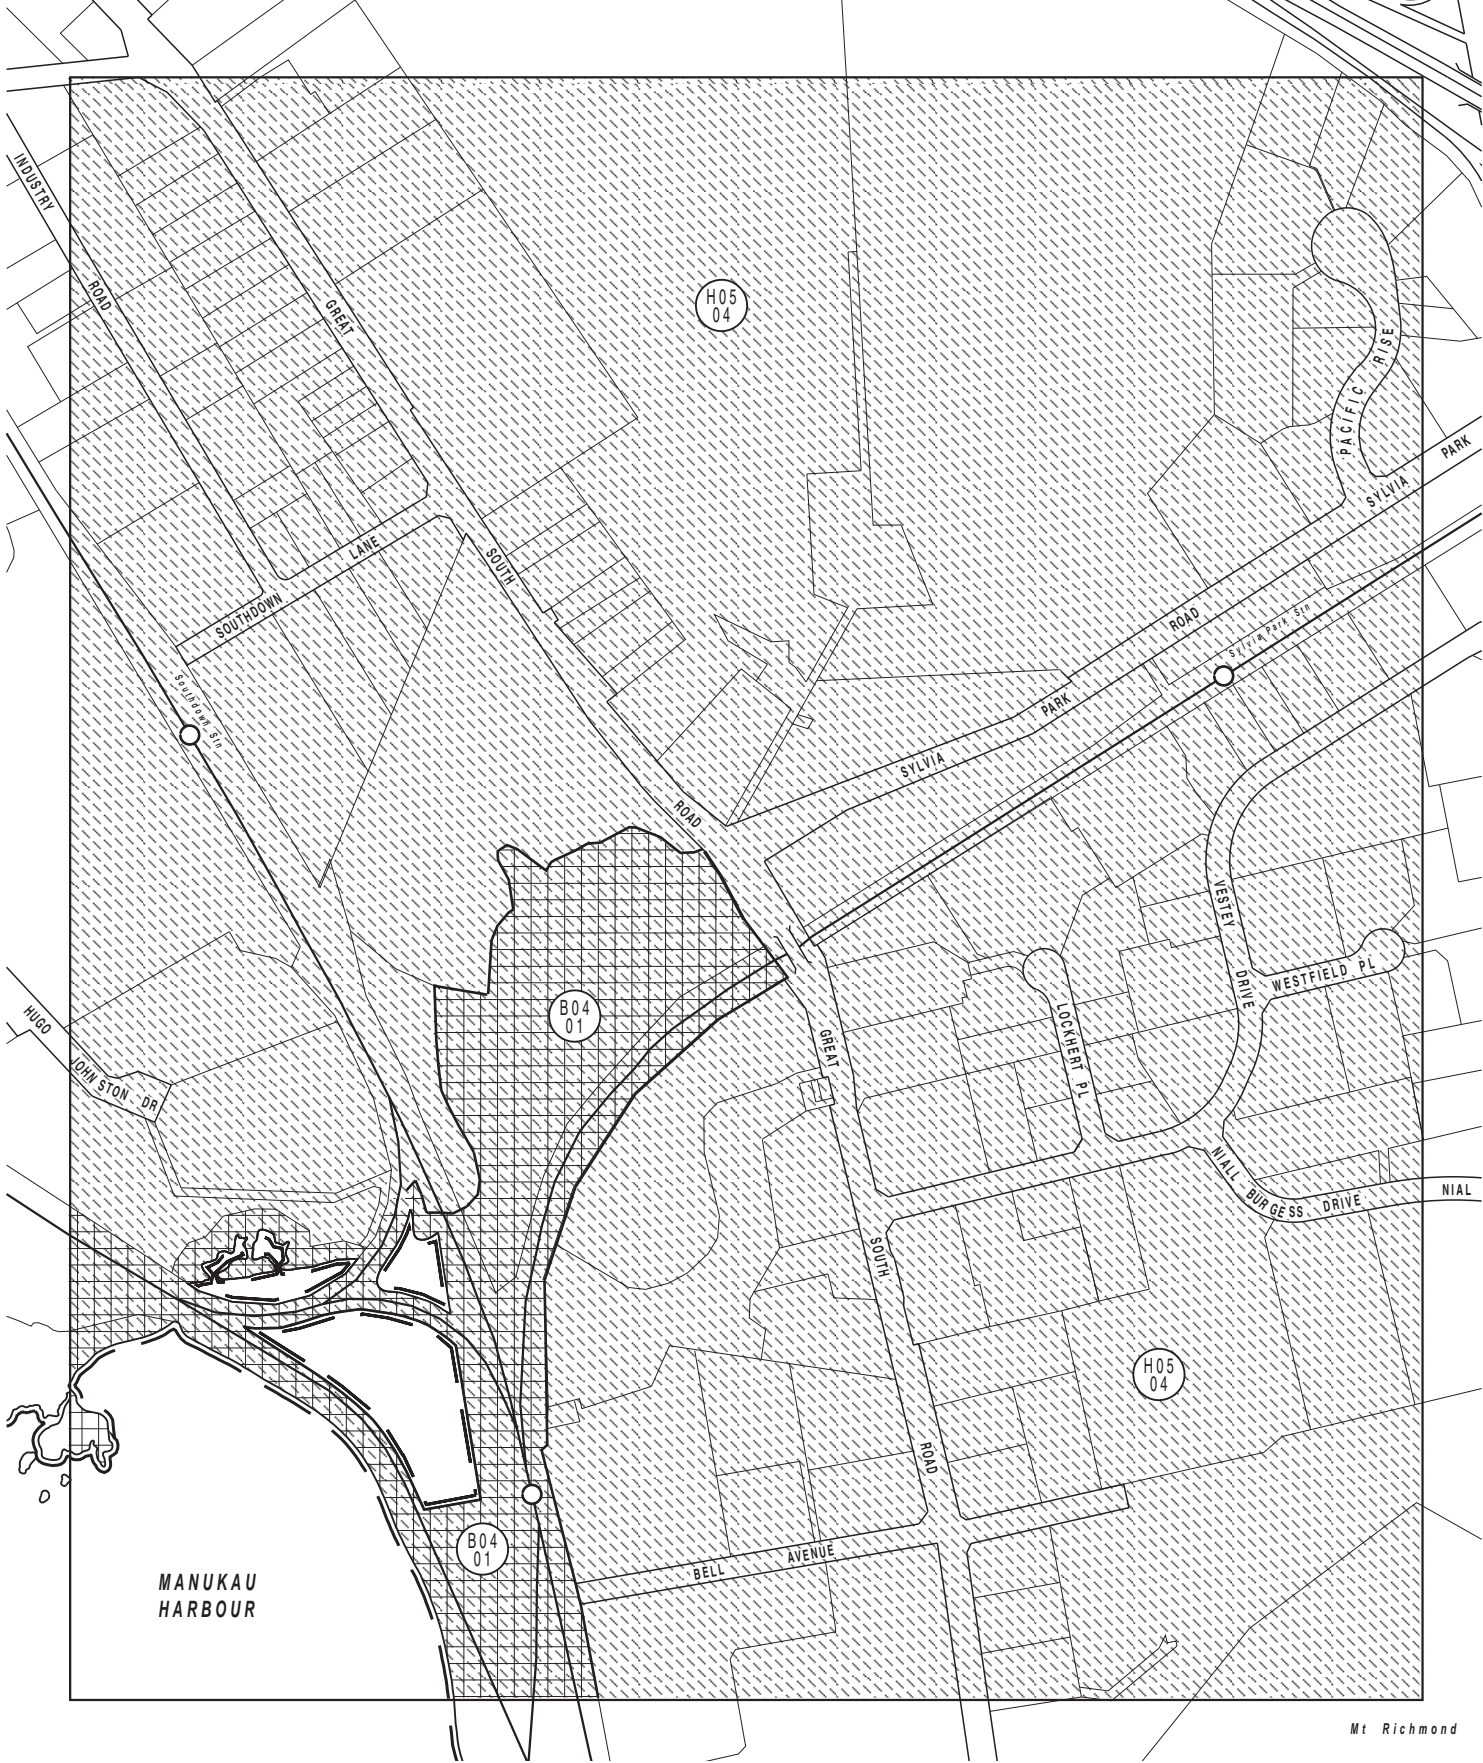 INDUSTRY
ROAD
GREAT
H05
04
PACIFIC RISE
SYLVIA PARK
SOUTH
SOUTHDOWN LANE
Southdown Stn
ROAD
Sylvia Park Stn
PARK
SYLVIA
ROAD
VESTEY
DRIVE
WESTFIELD PL
B04
01
HUGO
JOHNSTON DR
GREAT
LOCKHERT PL
NIALL BURGESS DRIVE
NIAL
SOUTH
H05
04
ROAD
B04
01
BELL AVENUE
MANUKAU
HARBOUR
Mt Richmond